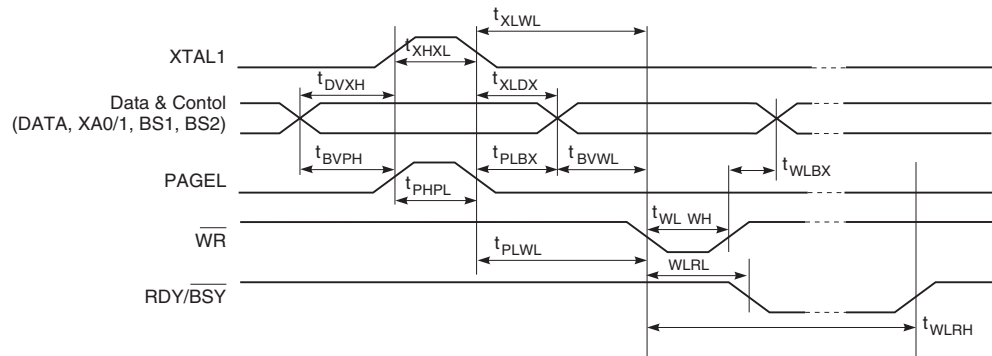 tXLWL
XTAL1
tXHXL
tDVXH
tXLDX
Data & Contol
(DATA, XA0/1, BS1, BS2)
tBVPH
tPLBX
tBVWL
tWLBX
PAGEL
tPHPL
tWL WH
WR
tPLWL
WLRL
RDY/BSY
tWLRH